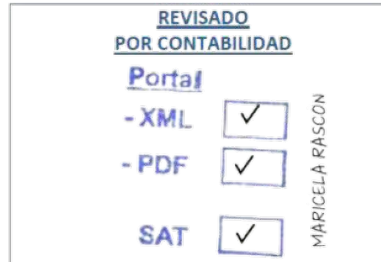 REVISADO
POR CONTABILIDAD
Portal
- XML ✓
- PDF ✓
SAT ✓
MARICELA RASCON